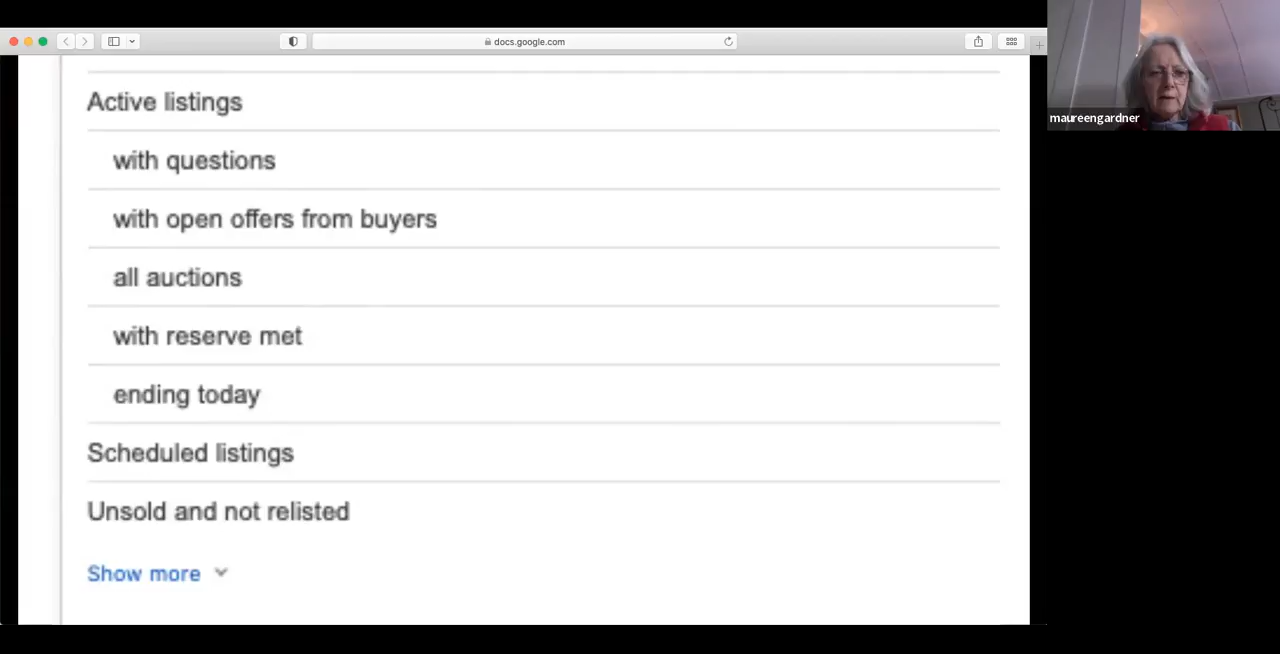 docs.google.com
maureengardner
Active listings
with questions
with open offers from buyers
all auctions
with reserve met
ending today
Scheduled listings
Unsold and not relisted
Show more